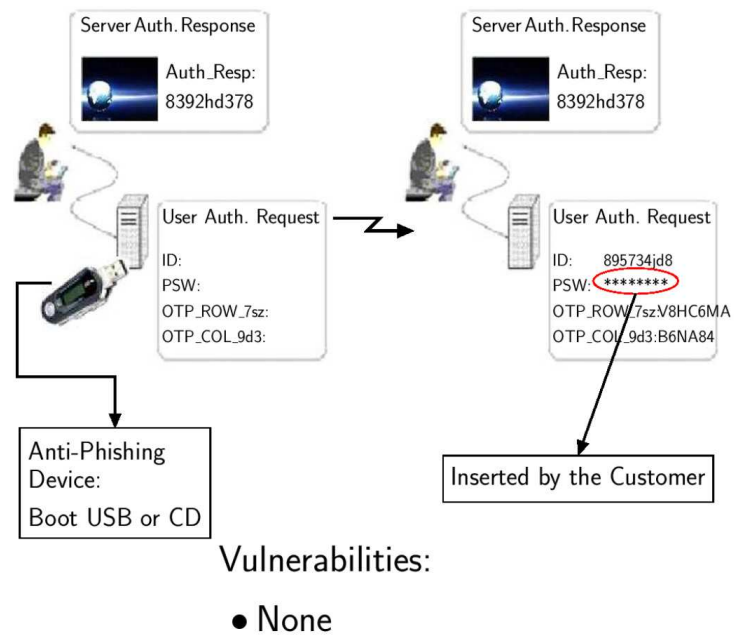 Server Auth. Response
Auth_Resp:
8392hd378
Server Auth. Response
Auth_Resp:
8392hd378
User Auth. Request
ID:
PSW:
OTP_ROW_7sz:
OTP_COL_9d3:
User Auth. Request
ID: 895734jd8
PSW: ********
OTP_ROW_7sz:V8HC6MA
OTP_COL_9d3:B6NA84
Anti-Phishing
Device:
Boot USB or CD
Inserted by the Customer
Vulnerabilities:
• None